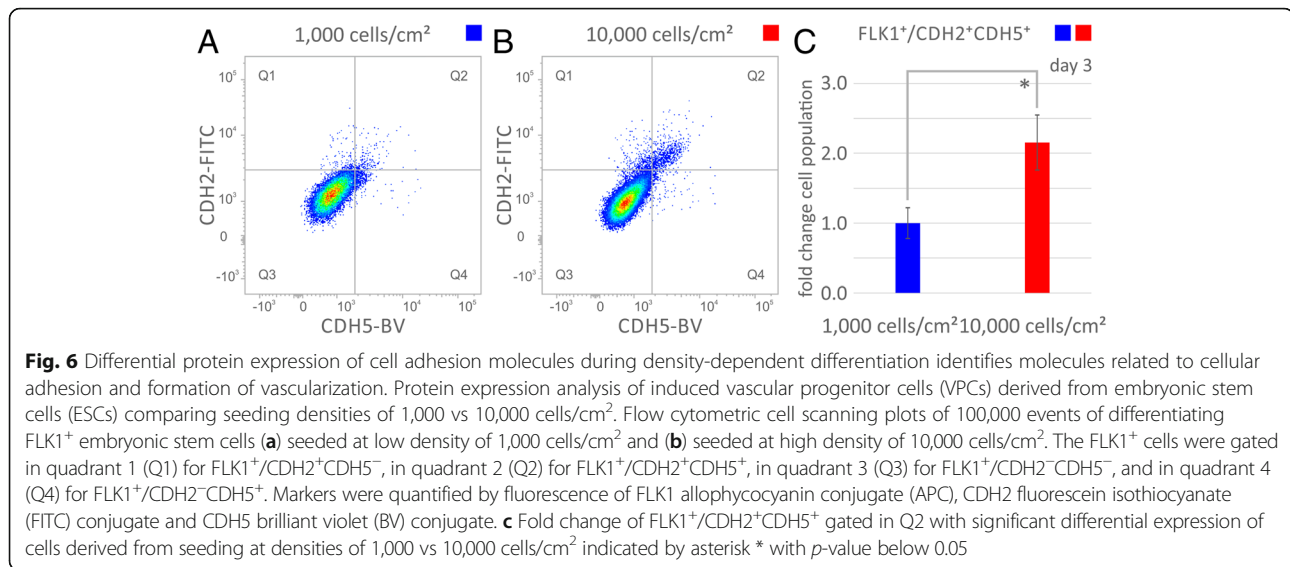 A 1,000 cells/cm²
B 10,000 cells/cm²
C FLK1⁺/CDH2⁺CDH5⁺
day 3
Q1 Q2
Q3 Q4
10⁵
10⁴
10³
0
-10³
CDH2-FITC
-10³ 0 10³ 10⁴ 10⁵
CDH5-BV
Q1 Q2
Q3 Q4
10⁵
10⁴
10³
0
-10³
CDH2-FITC
-10³ 0 10³ 10⁴ 10⁵
CDH5-BV
fold change cell population
3.0
2.0
1.0
0.0
*
1,000 cells/cm² 10,000 cells/cm²
Fig. 6 Differential protein expression of cell adhesion molecules during density-dependent differentiation identifies molecules related to cellular
adhesion and formation of vascularization. Protein expression analysis of induced vascular progenitor cells (VPCs) derived from embryonic stem
cells (ESCs) comparing seeding densities of 1,000 vs 10,000 cells/cm². Flow cytometric cell scanning plots of 100,000 events of differentiating
FLK1⁺ embryonic stem cells (a) seeded at low density of 1,000 cells/cm² and (b) seeded at high density of 10,000 cells/cm². The FLK1⁺ cells were gated
in quadrant 1 (Q1) for FLK1⁺/CDH2⁺CDH5⁻, in quadrant 2 (Q2) for FLK1⁺/CDH2⁺CDH5⁺, in quadrant 3 (Q3) for FLK1⁺/CDH2⁻CDH5⁻, and in quadrant 4
(Q4) for FLK1⁺/CDH2⁻CDH5⁺. Markers were quantified by fluorescence of FLK1 allophycocyanin conjugate (APC), CDH2 fluorescein isothiocyanate
(FITC) conjugate and CDH5 brilliant violet (BV) conjugate. c Fold change of FLK1⁺/CDH2⁺CDH5⁺ gated in Q2 with significant differential expression of
cells derived from seeding at densities of 1,000 vs 10,000 cells/cm² indicated by asterisk * with p-value below 0.05